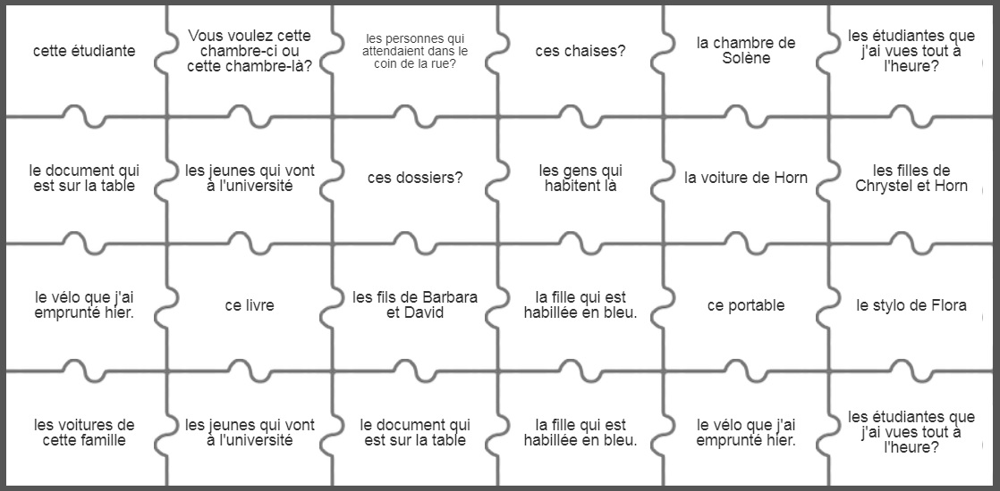 cette étudiante
Vous voulez cette
chambre-ci ou
cette chambre-là?
les personnes qui
attendaient dans le
coin de la rue?
ces chaises?
la chambre de
Solène
les étudiantes que
j'ai vues tout à
l'heure?
le document qui
est sur la table
les jeunes qui vont
à l'université
ces dossiers?
les gens qui
habitent là
la voiture de Horn
les filles de
Chrystel et Horn
le vélo que j'ai
emprunté hier.
ce livre
les fils de Barbara
et David
la fille qui est
habillée en bleu.
ce portable
le stylo de Flora
les voitures de
cette famille
les jeunes qui vont
à l'université
le document qui
est sur la table
la fille qui est
habillée en bleu.
le vélo que j'ai
emprunté hier.
les étudiantes que
j'ai vues tout à
l'heure?